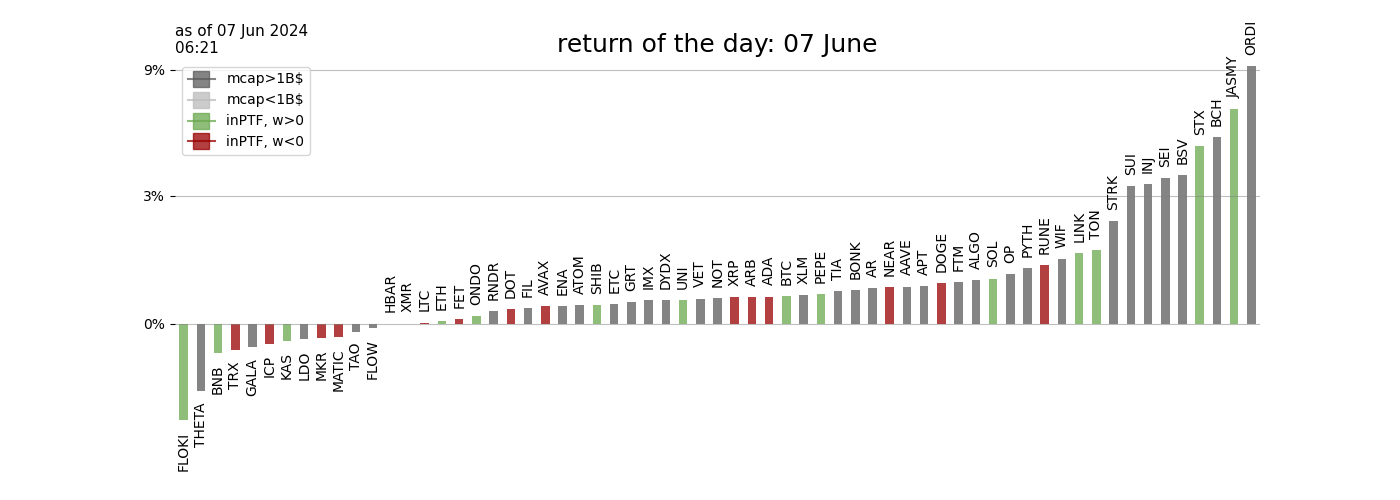 as of 07 Jun 2024
06:21
return of the day: 07 June
9%
3%
0%
mcap>1B$
mcap<1B$
inPTF, w>0
inPTF, w<0
FLOKI
THETA
BNB
TRX
GALA
ICP
KAS
LDO
MKR
MATIC
TAO
FLOW
HBAR
XMR
LTC
ETH
FET
ONDO
RNDR
DOT
FIL
AVAX
ENA
ATOM
SHIB
ETC
GRT
IMX
DYDX
UNI
VET
NOT
XRP
ARB
ADA
BTC
XLM
PEPE
TIA
BONK
AR
NEAR
AAVE
APT
DOGE
FTM
ALGO
SOL
OP
PYTH
RUNE
WIF
LINK
TON
STRK
SUI
INJ
SEI
BSV
STX
BCH
JASMY
ORDI